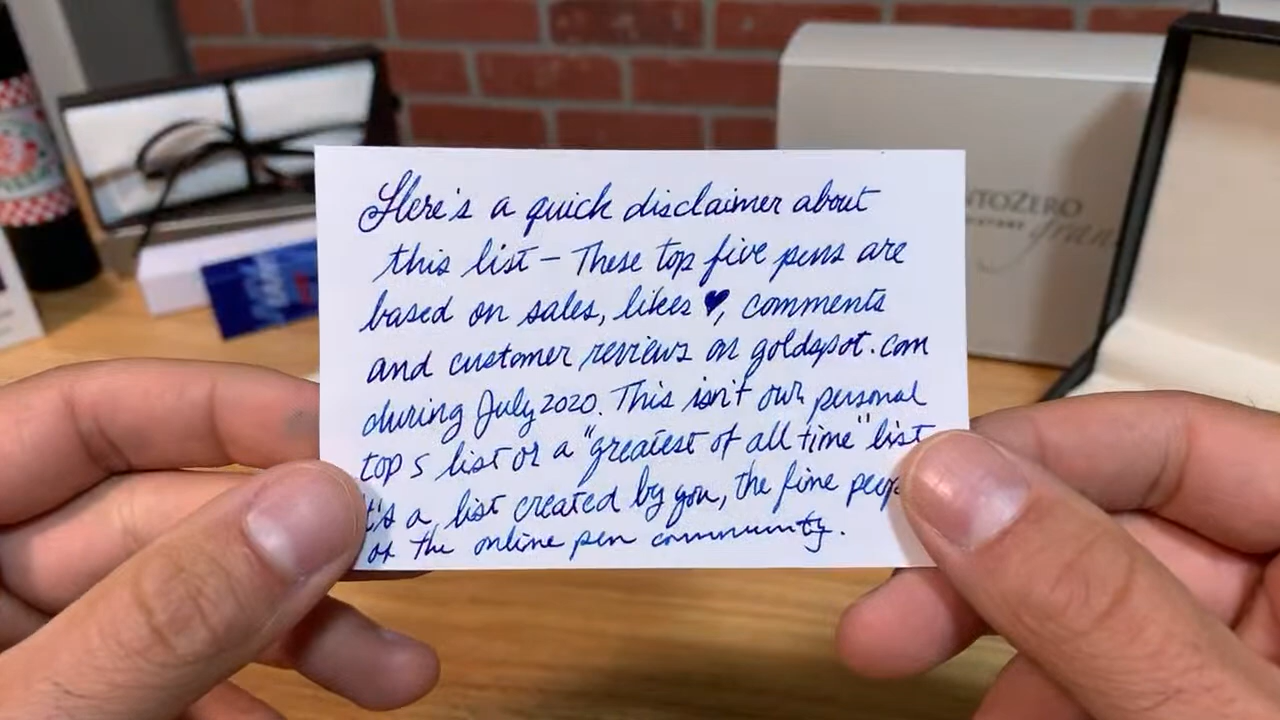 Here's a quick disclaimer about
this list – These top five pens are
based on sales, likes ♥, comments
and customer reviews on goldspot.com
during July 2020. This isn't our personal
top 5 list or a "greatest of all time" list
It's a list created by you, the fine
of the online pen community.
NTOZERO
gran